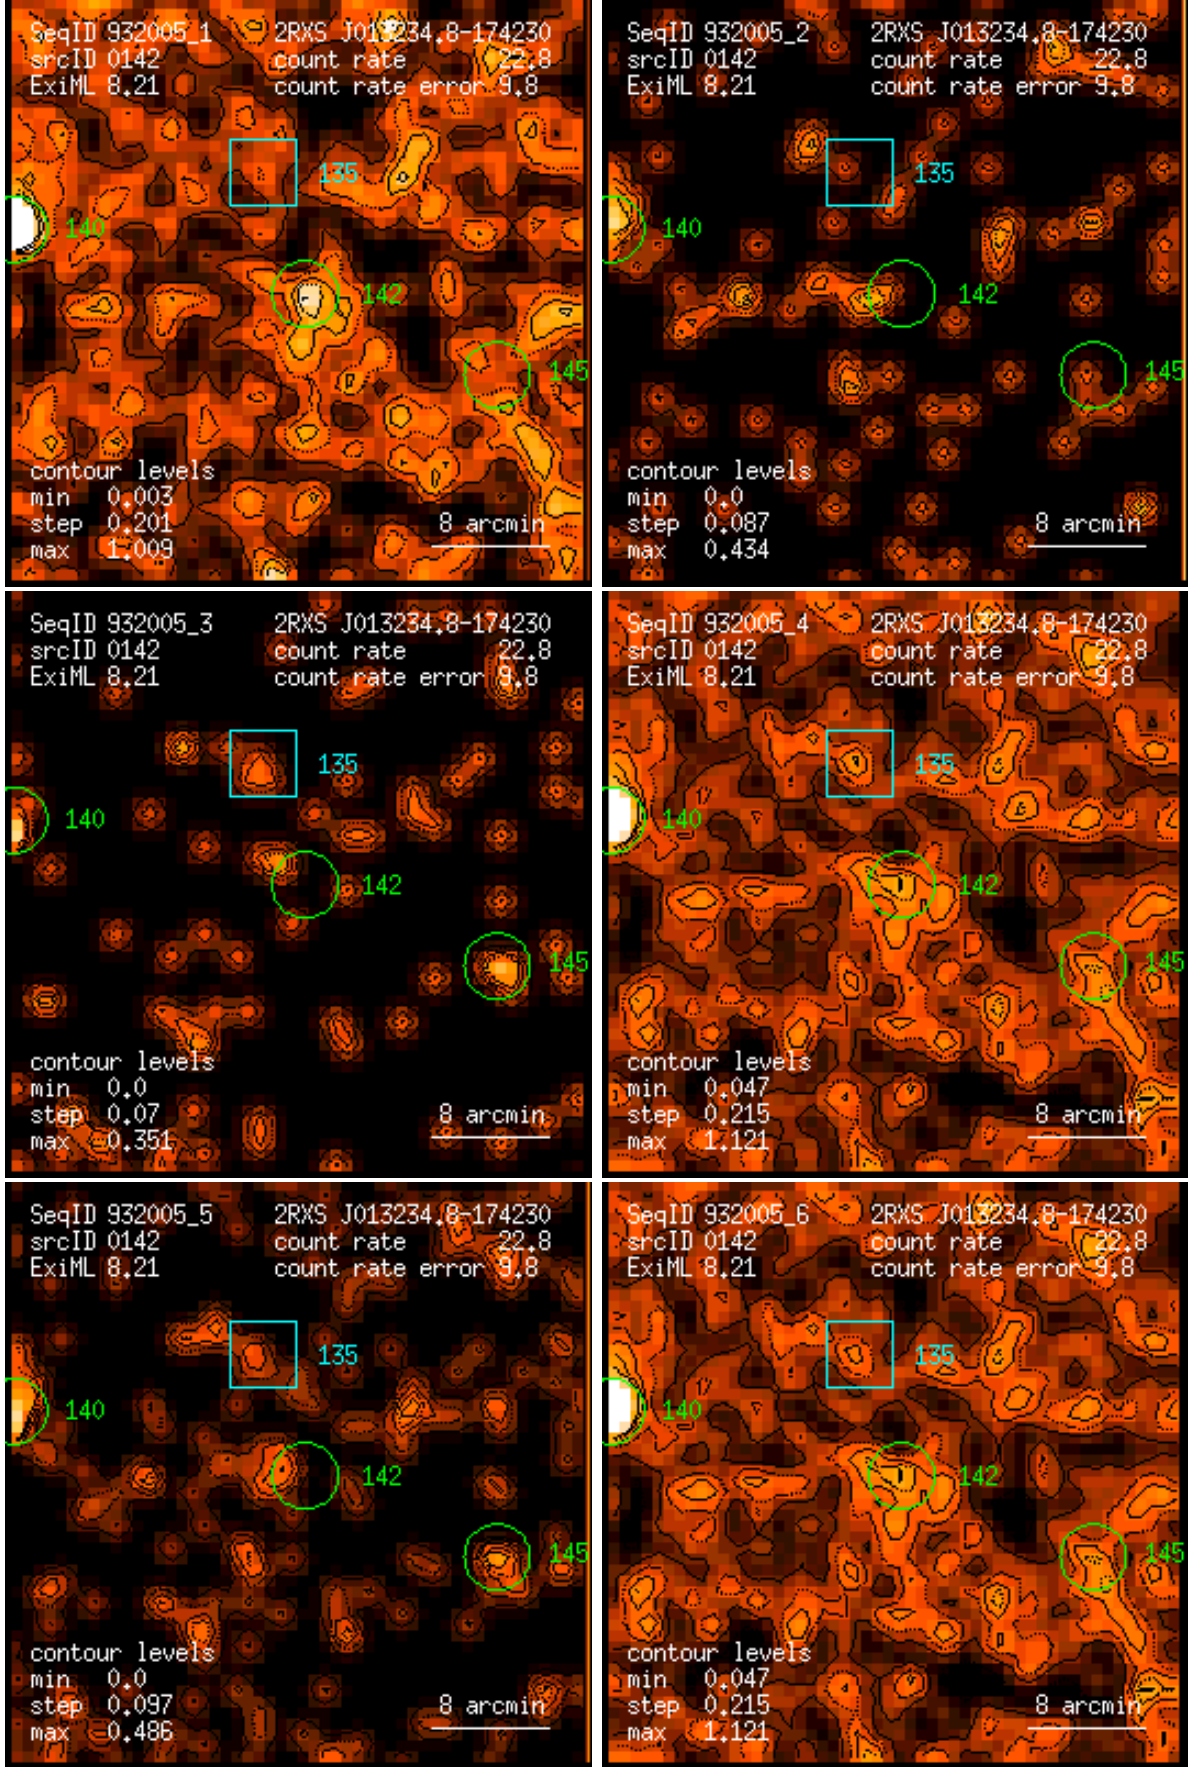 SeqID 932005_1 2RXS J013234.8-174230
srcID 0142 count rate 22.8
ExiML 8.21 count rate error 9.8
135
140
142
145
contour levels
min 0.003
step 0.201
max 1.009
8 arcmin
SeqID 932005_2 2RXS J013234.8-174230
srcID 0142 count rate 22.8
ExiML 8.21 count rate error 9.8
135
140
142
145
contour levels
min 0.0
step 0.087
max 0.434
8 arcmin
SeqID 932005_3 2RXS J013234.8-174230
srcID 0142 count rate 22.8
ExiML 8.21 count rate error 9.8
135
140
142
145
contour levels
min 0.0
step 0.07
max 0.351
8 arcmin
SeqID 932005_4 2RXS J013234.8-174230
srcID 0142 count rate 22.8
ExiML 8.21 count rate error 9.8
135
140
142
145
contour levels
min 0.047
step 0.215
max 1.121
8 arcmin
SeqID 932005_5 2RXS J013234.8-174230
srcID 0142 count rate 22.8
ExiML 8.21 count rate error 9.8
135
140
142
145
contour levels
min 0.0
step 0.097
max 0.486
8 arcmin
SeqID 932005_6 2RXS J013234.8-174230
srcID 0142 count rate 22.8
ExiML 8.21 count rate error 9.8
135
140
142
145
contour levels
min 0.047
step 0.215
max 1.121
8 arcmin